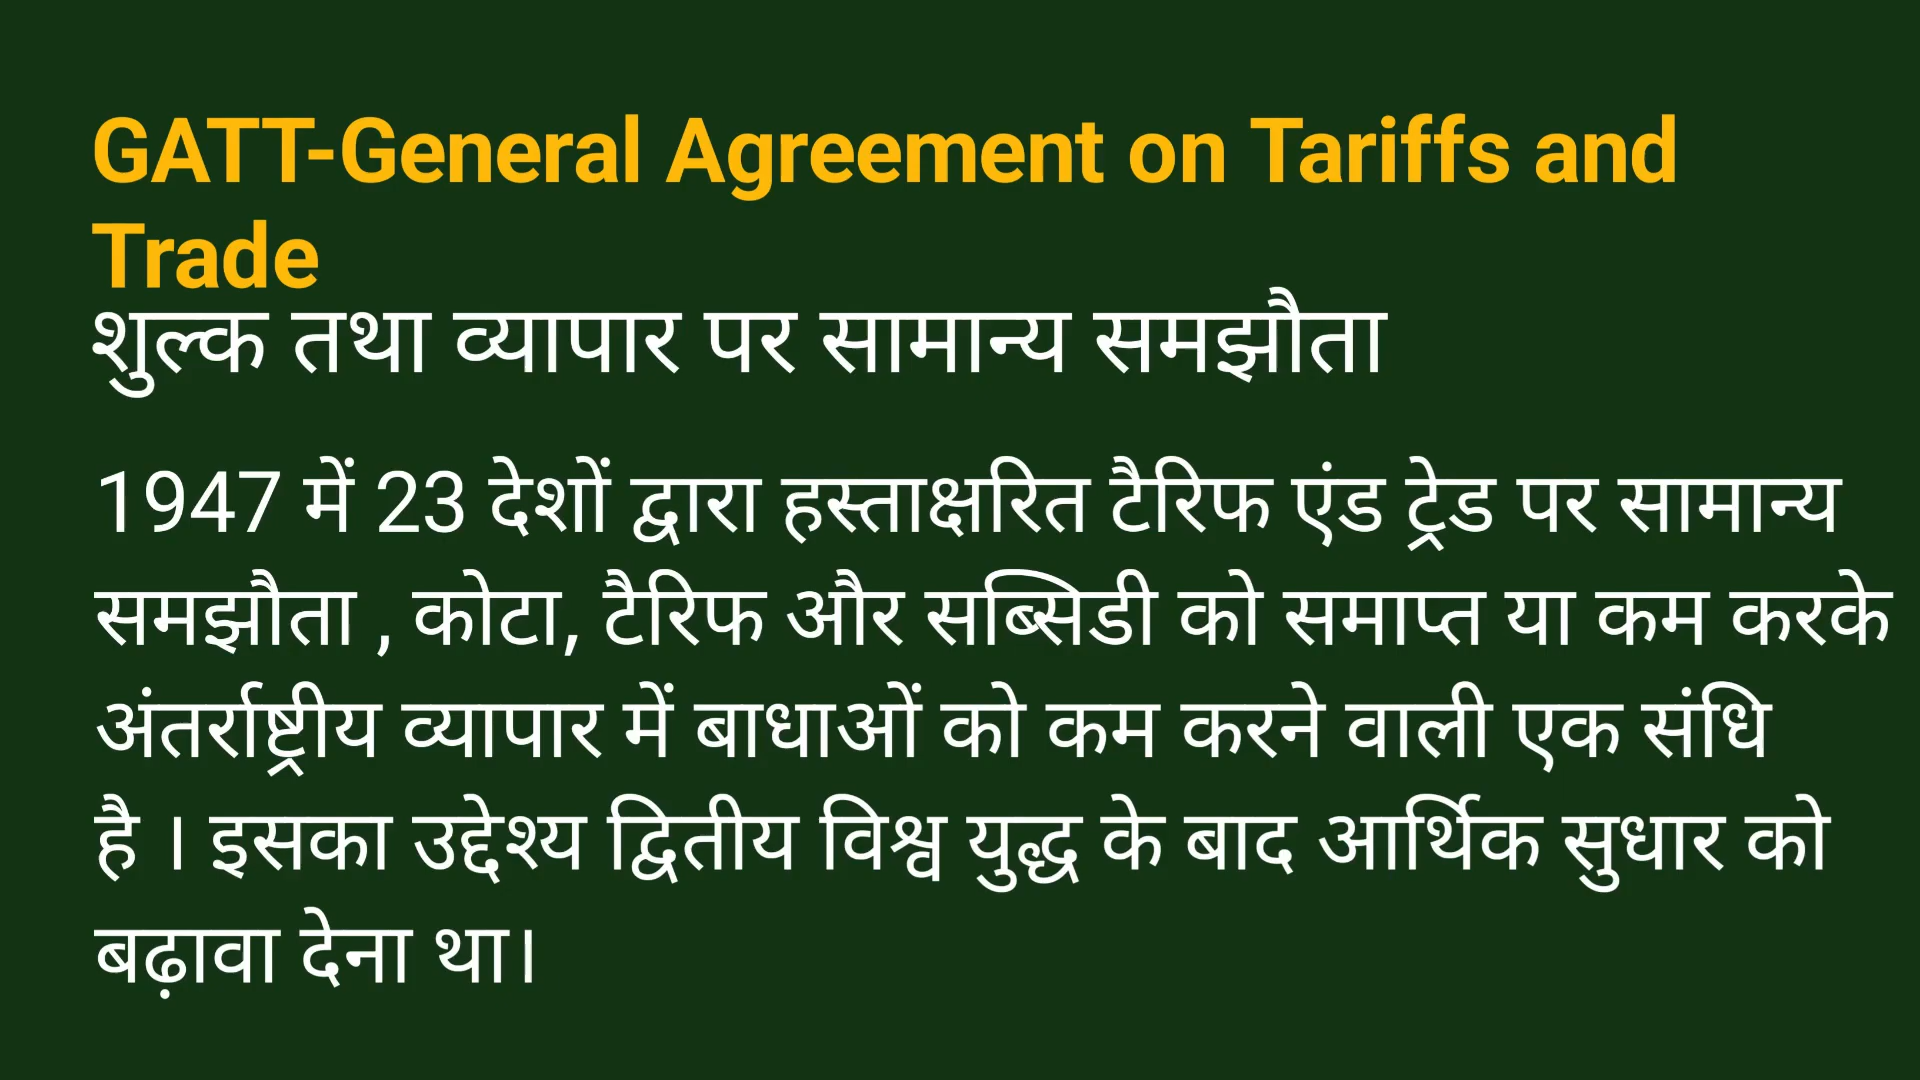 GATT-General Agreement on Tariffs and
Trade
शुल्क तथा व्यापार पर सामान्य समझौता
1947 में 23 देशों द्वारा हस्ताक्षरित टैरिफ एंड ट्रेड पर सामान्य
समझौता , कोटा, टैरिफ और सब्सिडी को समाप्त या कम करके
अंतर्राष्ट्रीय व्यापार में बाधाओं को कम करने वाली एक संधि
है । इसका उद्देश्य द्वितीय विश्व युद्ध के बाद आर्थिक सुधार को
बढ़ावा देना था।